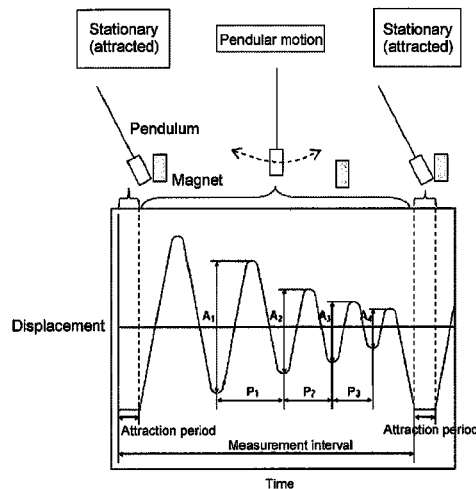 Stationary
(attracted)
Pendular motion
Stationary
(attracted)
Pendulum
Magnet
Displacement
A1
A2
A3
A4
P1
P2
P3
Attraction period
Attraction period
Measurement interval
Time